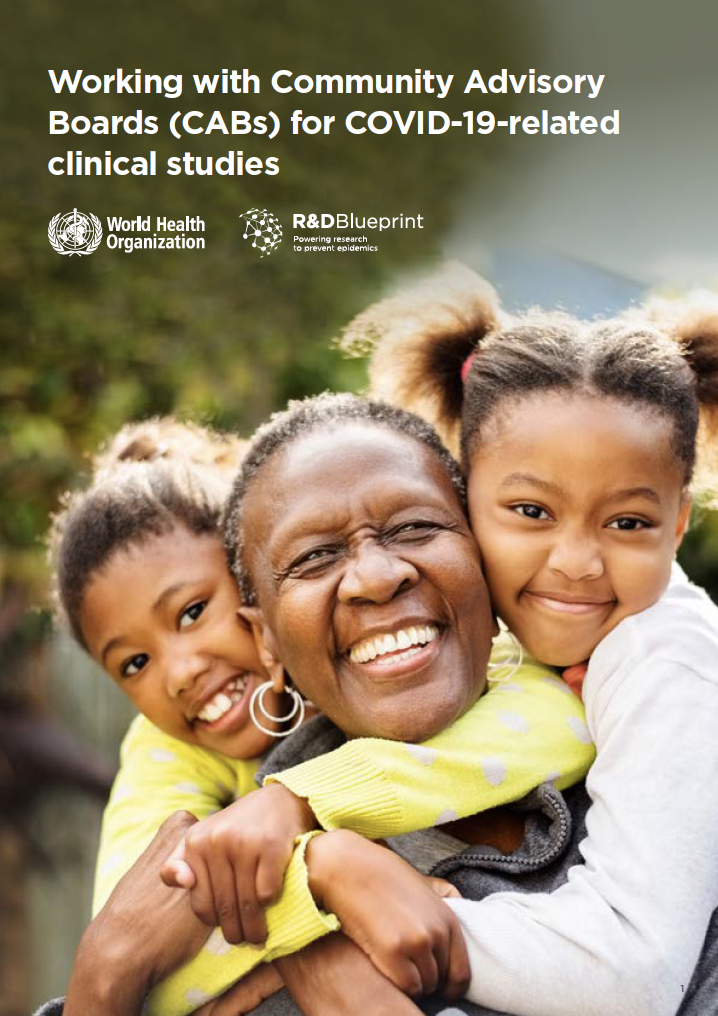 Working with Community Advisory
Boards (CABs) for COVID-19-related
clinical studies
World Health
Organization
R&DBlueprint
Powering research
to prevent epidemics
1